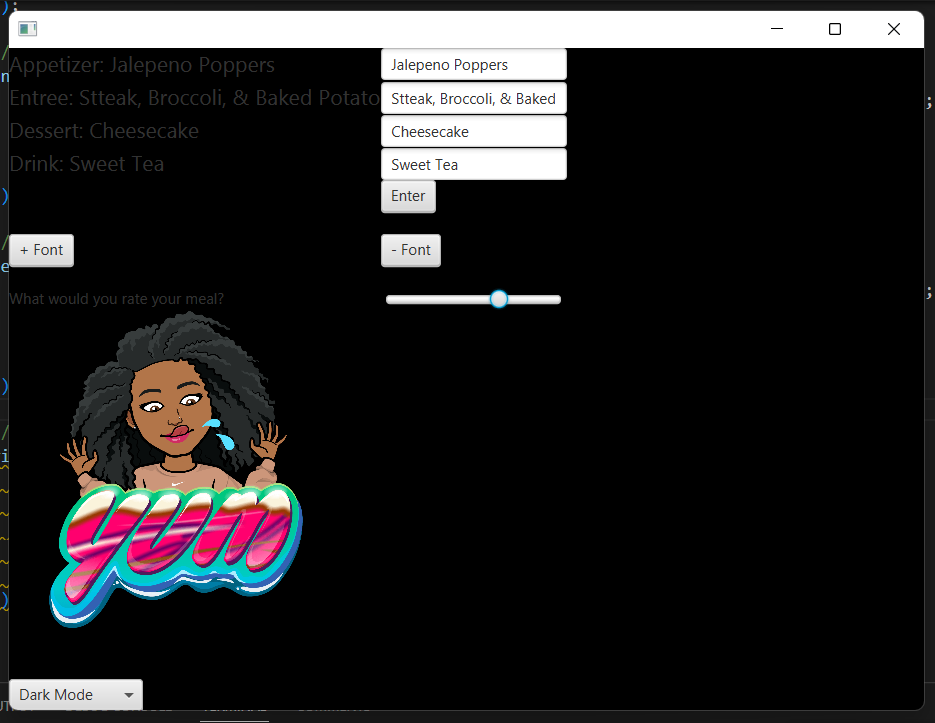 Appetizer: Jalepeno Poppers
Jalepeno Poppers
Entree: Stteak, Broccoli, & Baked Potato
Stteak, Broccoli, & Baked
Dessert: Cheesecake
Cheesecake
Drink: Sweet Tea
Sweet Tea
Enter
+ Font
- Font
What would you rate your meal?
yum
Dark Mode